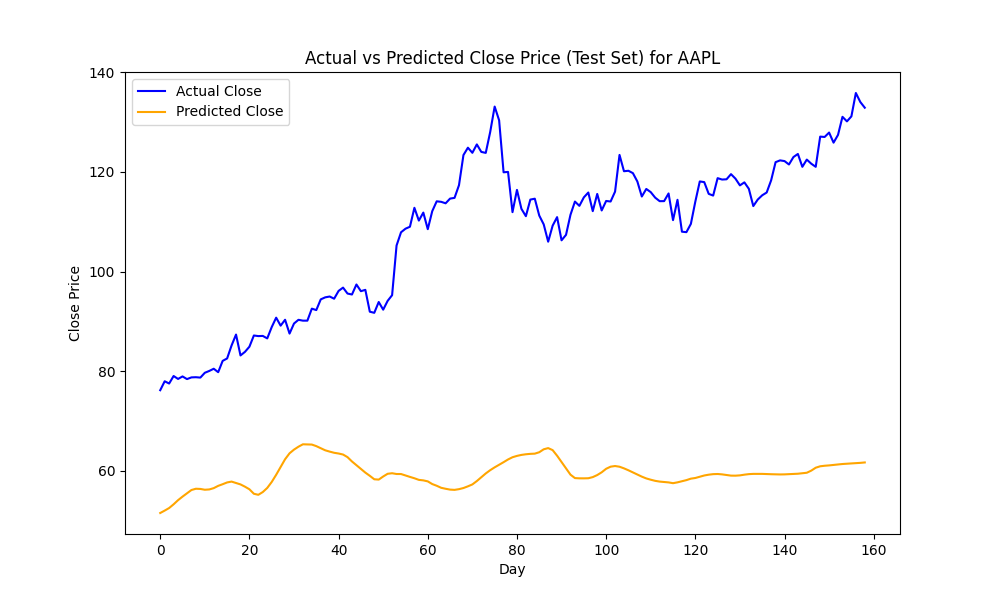 Actual vs Predicted Close Price (Test Set) for AAPL
Actual Close
Predicted Close
Close Price
140
120
100
80
60
0 20 40 60 80 100 120 140 160
Day